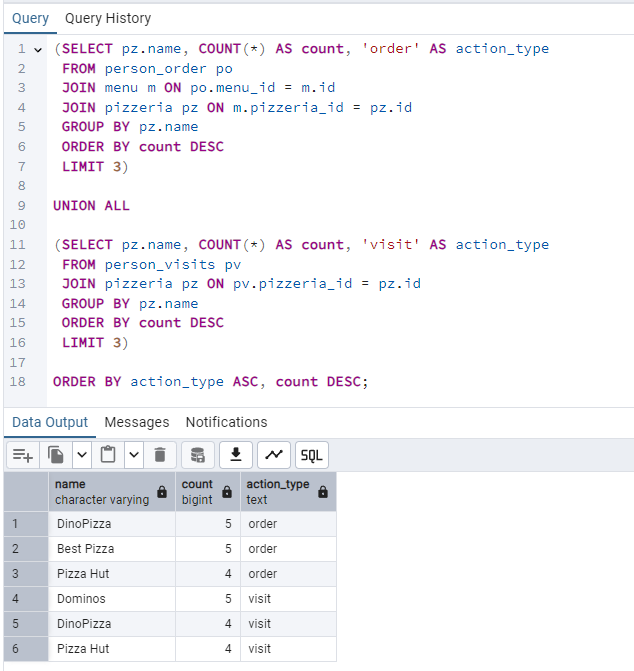 Query Query History
1 (SELECT pz.name, COUNT(*) AS count, 'order' AS action_type
2 FROM person_order po
3 JOIN menu m ON po.menu_id = m.id
4 JOIN pizzeria pz ON m.pizzeria_id = pz.id
5 GROUP BY pz.name
6 ORDER BY count DESC
7 LIMIT 3)
8
9 UNION ALL
10
11 (SELECT pz.name, COUNT(*) AS count, 'visit' AS action_type
12 FROM person_visits pv
13 JOIN pizzeria pz ON pv.pizzeria_id = pz.id
14 GROUP BY pz.name
15 ORDER BY count DESC
16 LIMIT 3)
17
18 ORDER BY action_type ASC, count DESC;
Data Output Messages Notifications
SQL
name count action_type
character varying bigint text
1 DinoPizza 5 order
2 Best Pizza 5 order
3 Pizza Hut 4 order
4 Dominos 5 visit
5 DinoPizza 4 visit
6 Pizza Hut 4 visit